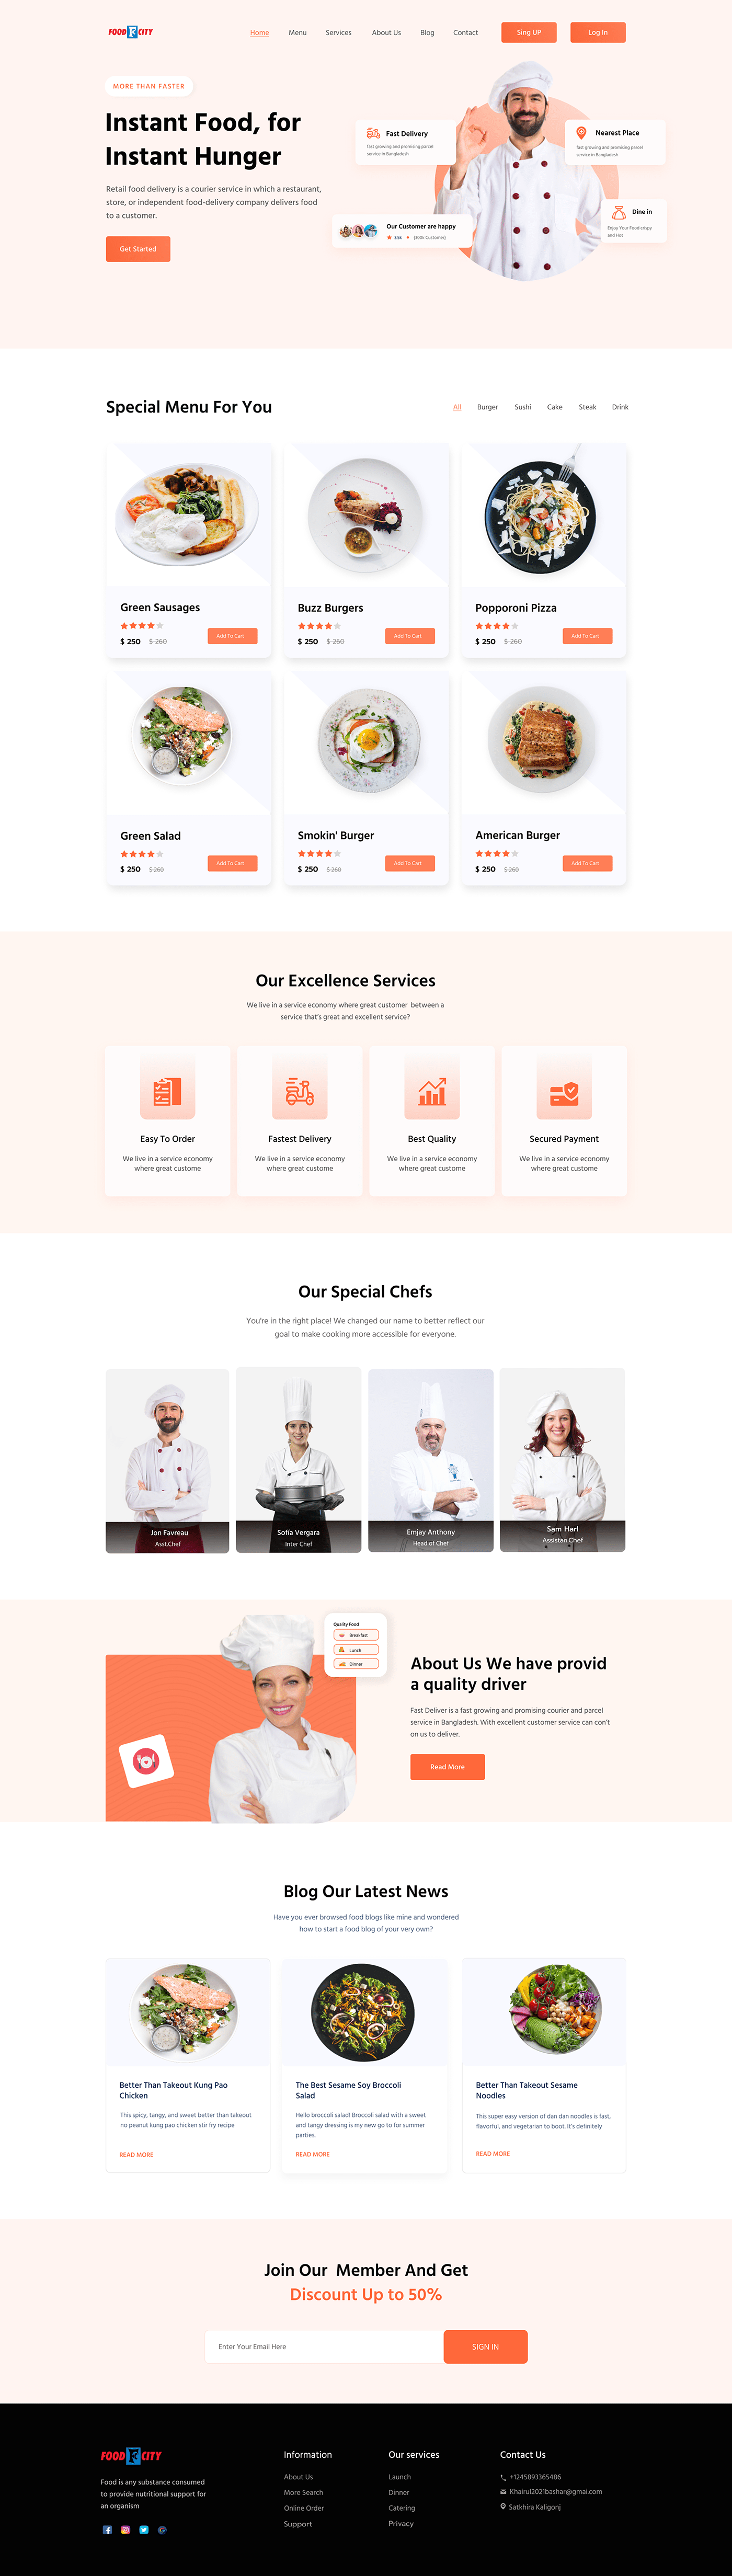 FOOD K CITY
Home Menu Services About Us Blog Contact Sing UP Log In
MORE THAN FASTER
Instant Food, for
Instant Hunger
Retail food delivery is a courier service in which a restaurant,
store, or independent food-delivery company delivers food
to a customer.
Get Started
Fast Delivery
fast growing and promising parcel
service in Bangladesh
Nearest Place
fast growing and promising parcel
service in Bangladesh
Dine in
Enjoy Your Food crispy
and Hot
Our Customer are happy
3.5k (300k Customer)
Special Menu For You
All Burger Sushi Cake Steak Drink
Green Sausages
$ 250 $ 260 Add To Cart
Buzz Burgers
$ 250 $ 260 Add To Cart
Popporoni Pizza
$ 250 $ 260 Add To Cart
Green Salad
$ 250 $ 260 Add To Cart
Smokin' Burger
$ 250 $ 260 Add To Cart
American Burger
$ 250 $ 260 Add To Cart
Our Excellence Services
We live in a service economy where great customer between a
service that's great and excellent service?
Easy To Order
We live in a service economy
where great custome
Fastest Delivery
We live in a service economy
where great custome
Best Quality
We live in a service economy
where great custome
Secured Payment
We live in a service economy
where great custome
Our Special Chefs
You're in the right place! We changed our name to better reflect our
goal to make cooking more accessible for everyone.
Jon Favreau
Asst.Chef
Sofía Vergara
Inter Chef
Emjay Anthony
Head of Chef
Sam Harl
Assistan Chef
Quality Food
Breakfast
Lunch
Dinner
About Us We have provid
a quality driver
Fast Deliver is a fast growing and promising courier and parcel
service in Bangladesh. With excellent customer service can con't
on us to deliver.
Read More
Blog Our Latest News
Have you ever browsed food blogs like mine and wondered
how to start a food blog of your very own?
Better Than Takeout Kung Pao
Chicken
This spicy, tangy, and sweet better than takeout
no peanut kung pao chicken stir fry recipe
READ MORE
The Best Sesame Soy Broccoli
Salad
Hello broccoli salad! Broccoli salad with a sweet
and tangy dressing is my new go to for summer
parties.
READ MORE
Better Than Takeout Sesame
Noodles
This super easy version of dan dan noodles is fast,
flavorful, and vegetarian to boot. It's definitely
READ MORE
Join Our Member And Get
Discount Up to 50%
Enter Your Email Here SIGN IN
FOOD K CITY
Food is any substance consumed
to provide nutritional support for
an organism
Information
About Us
More Search
Online Order
Support
Our services
Launch
Dinner
Catering
Privacy
Contact Us
+1245893365486
Khairul2021bashar@gmai.com
Satkhira Kaligonj